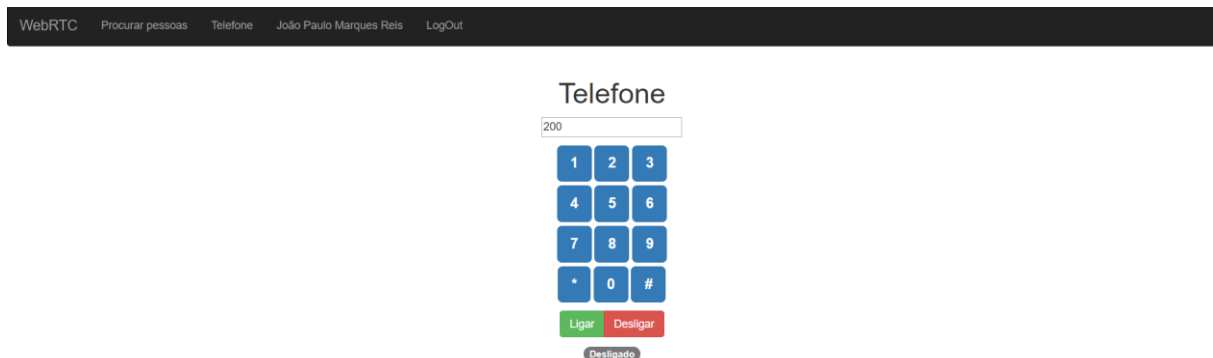 WebRTC Procurar pessoas Telefone João Paulo Marques Reis LogOut
Telefone
200
1 2 3
4 5 6
7 8 9
* 0 #
Ligar Desligar
Desligado